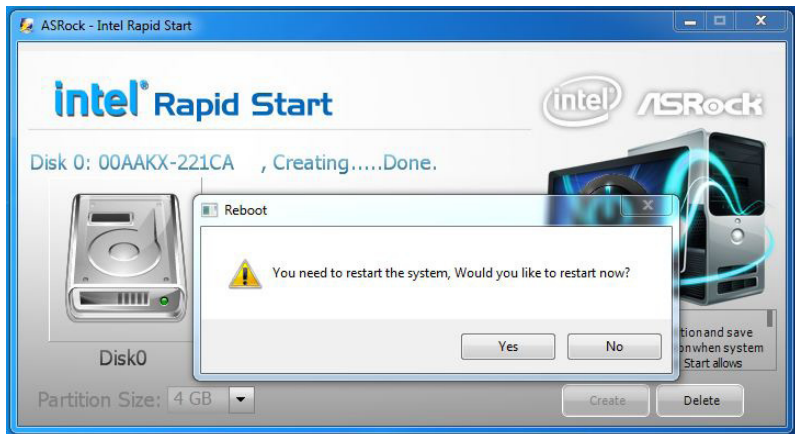 ASRock - Intel Rapid Start
intel® Rapid Start
intel ASRock
Disk 0: 00AAKX-221CA , Creating.....Done.
Reboot
You need to restart the system, Would you like to restart now?
Yes No
Disk0
tion and save
on when system
Start allows
Partition Size: 4 GB
Create Delete